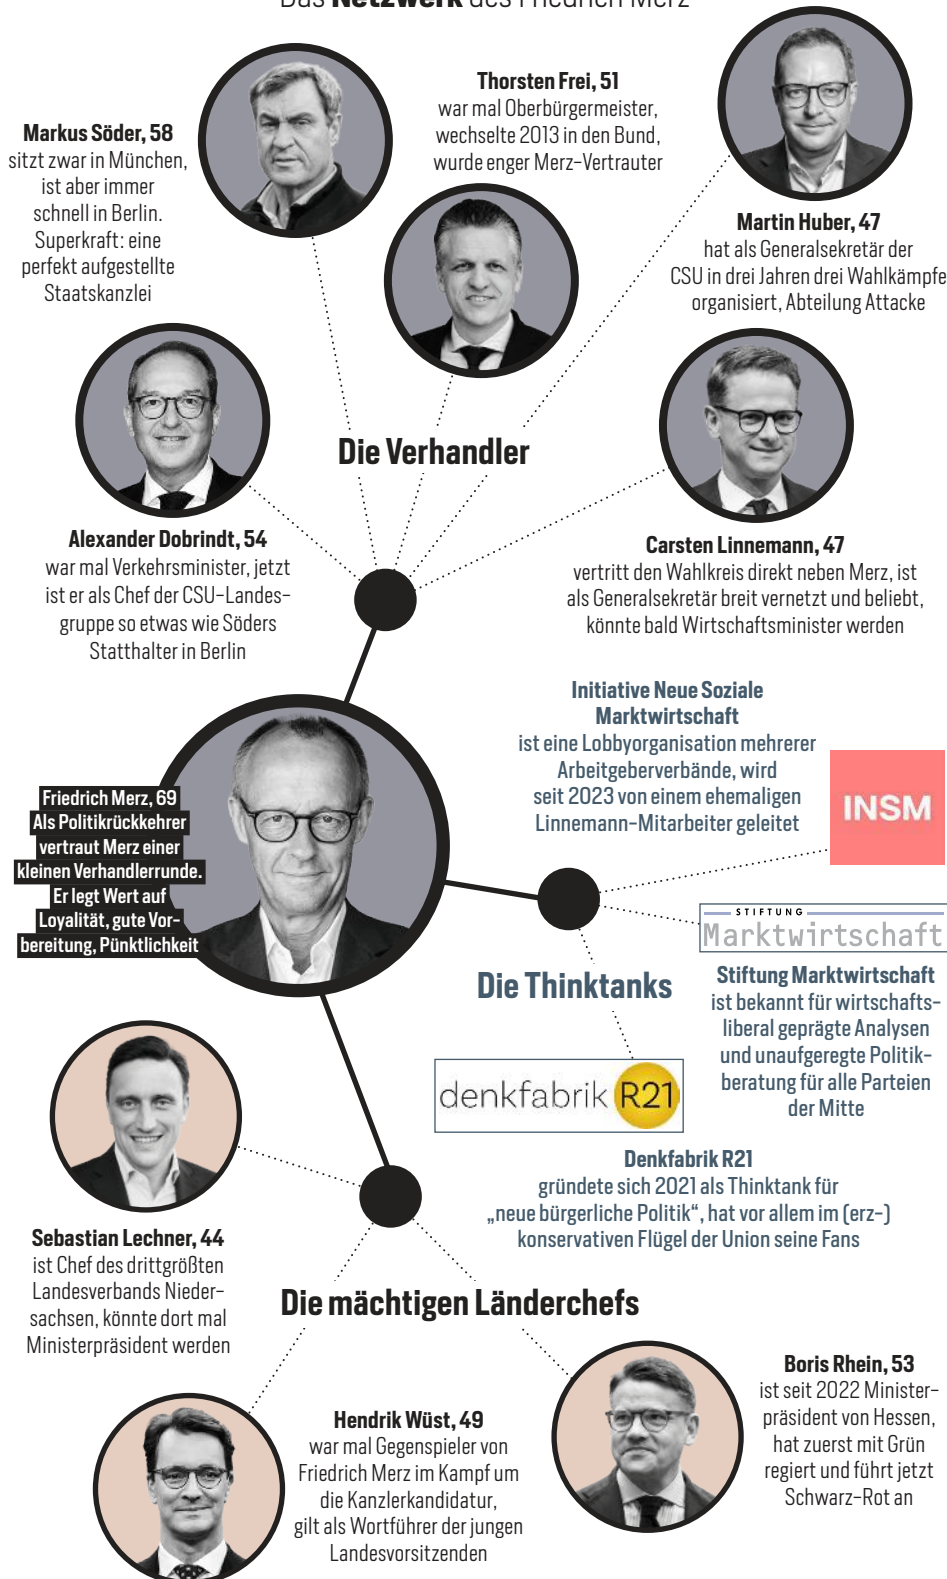 Das Netzwerk des Friedrich Merz
Markus Söder, 58
sitzt zwar in München,
ist aber immer
schnell in Berlin.
Superkraft: eine
perfekt aufgestellte
Staatskanzlei
Thorsten Frei, 51
war mal Oberbürgermeister,
wechselte 2013 in den Bund,
wurde enger Merz-Vertrauter
Martin Huber, 47
hat als Generalsekretär der
CSU in drei Jahren drei Wahlkämpfe
organisiert, Abteilung Attacke
Die Verhandler
Alexander Dobrindt, 54
war mal Verkehrsminister, jetzt
ist er als Chef der CSU-Landes-
gruppe so etwas wie Söders
Statthalter in Berlin
Carsten Linnemann, 47
vertritt den Wahlkreis direkt neben Merz, ist
als Generalsekretär breit vernetzt und beliebt,
könnte bald Wirtschaftsminister werden
Friedrich Merz, 69
Als Politikrückkehrer
vertraut Merz einer
kleinen Verhandlerrunde.
Er legt Wert auf
Loyalität, gute Vor-
bereitung, Pünktlichkeit
Initiative Neue Soziale
Marktwirtschaft
ist eine Lobbyorganisation mehrerer
Arbeitgeberverbände, wird
seit 2023 von einem ehemaligen
Linnemann-Mitarbeiter geleitet
INSM
STIFTUNG
Marktwirtschaft
Die Thinktanks
Stiftung Marktwirtschaft
ist bekannt für wirtschafts-
liberal geprägte Analysen
und unaufgeregte Politik-
beratung für alle Parteien
der Mitte
denkfabrik R21
Denkfabrik R21
gründete sich 2021 als Thinktank für
„neue bürgerliche Politik“, hat vor allem im (erz-)
konservativen Flügel der Union seine Fans
Sebastian Lechner, 44
ist Chef des drittgrößten
Landesverbands Nieder-
sachsen, könnte dort mal
Ministerpräsident werden
Die mächtigen Länderchefs
Hendrik Wüst, 49
war mal Gegenspieler von
Friedrich Merz im Kampf um
die Kanzlerkandidatur,
gilt als Wortführer der jungen
Landesvorsitzenden
Boris Rhein, 53
ist seit 2022 Minister-
präsident von Hessen,
hat zuerst mit Grün
regiert und führt jetzt
Schwarz-Rot an